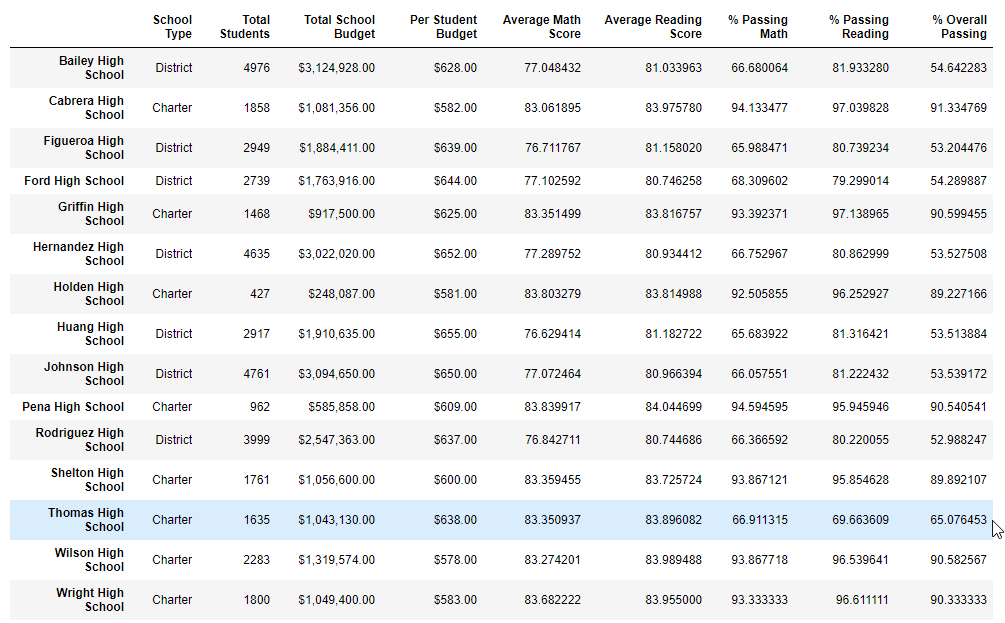 School Type Total Students Total School Budget Per Student Budget Average Math Score Average Reading Score % Passing Math % Passing Reading % Overall Passing
Bailey High School District 4976 $3,124,928.00 $628.00 77.048432 81.033963 66.680064 81.933280 54.642283
Cabrera High School Charter 1858 $1,081,356.00 $582.00 83.061895 83.975780 94.133477 97.039828 91.334769
Figueroa High School District 2949 $1,884,411.00 $639.00 76.711767 81.158020 65.988471 80.739234 53.204476
Ford High School District 2739 $1,763,916.00 $644.00 77.102592 80.746258 68.309602 79.299014 54.289887
Griffin High School Charter 1468 $917,500.00 $625.00 83.351499 83.816757 93.392371 97.138965 90.599455
Hernandez High School District 4635 $3,022,020.00 $652.00 77.289752 80.934412 66.752967 80.862999 53.527508
Holden High School Charter 427 $248,087.00 $581.00 83.803279 83.814988 92.505855 96.252927 89.227166
Huang High School District 2917 $1,910,635.00 $655.00 76.629414 81.182722 65.683922 81.316421 53.513884
Johnson High School District 4761 $3,094,650.00 $650.00 77.072464 80.966394 66.057551 81.222432 53.539172
Pena High School Charter 962 $585,858.00 $609.00 83.839917 84.044699 94.594595 95.945946 90.540541
Rodriguez High School District 3999 $2,547,363.00 $637.00 76.842711 80.744686 66.366592 80.220055 52.988247
Shelton High School Charter 1761 $1,056,600.00 $600.00 83.359455 83.725724 93.867121 95.854628 89.892107
Thomas High School Charter 1635 $1,043,130.00 $638.00 83.350937 83.896082 66.911315 69.663609 65.076453
Wilson High School Charter 2283 $1,319,574.00 $578.00 83.274201 83.989488 93.867718 96.539641 90.582567
Wright High School Charter 1800 $1,049,400.00 $583.00 83.682222 83.955000 93.333333 96.611111 90.333333